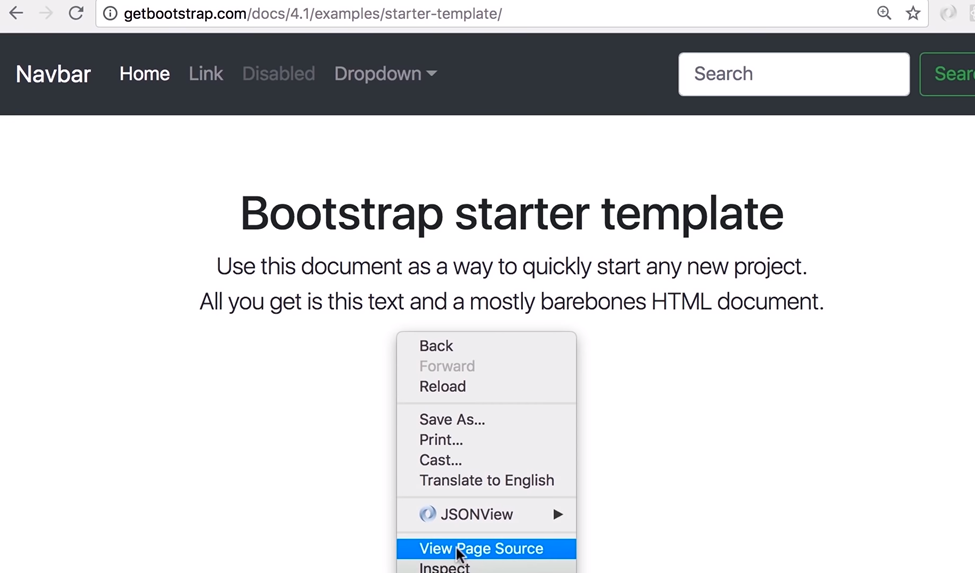 getbootstrap.com/docs/4.1/examples/starter-template/
Navbar Home Link Disabled Dropdown Search
Bootstrap starter template
Use this document as a way to quickly start any new project.
All you get is this text and a mostly barebones HTML document.
Back
Forward
Reload
Save As...
Print...
Cast...
Translate to English
JSONView
View Page Source
Inspect